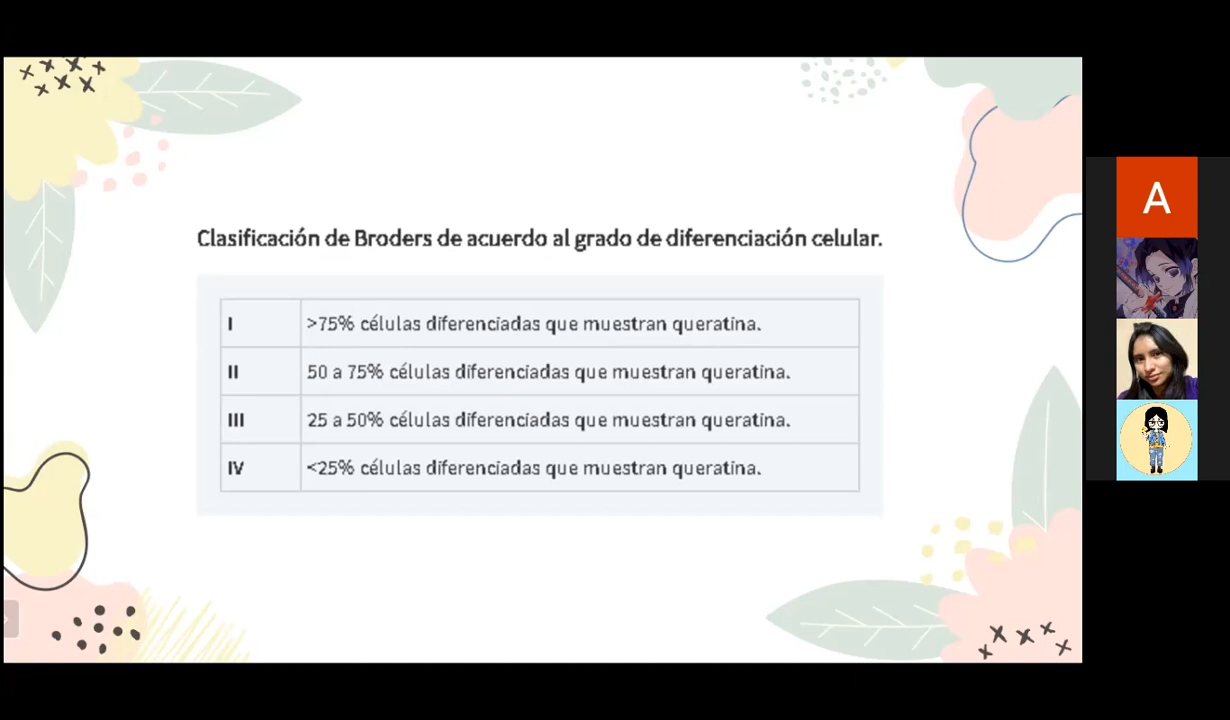 Clasificación de Broders de acuerdo al grado de diferenciación celular.
I >75% células diferenciadas que muestran queratina.
II 50 a 75% células diferenciadas que muestran queratina.
III 25 a 50% células diferenciadas que muestran queratina.
IV <25% células diferenciadas que muestran queratina.
A